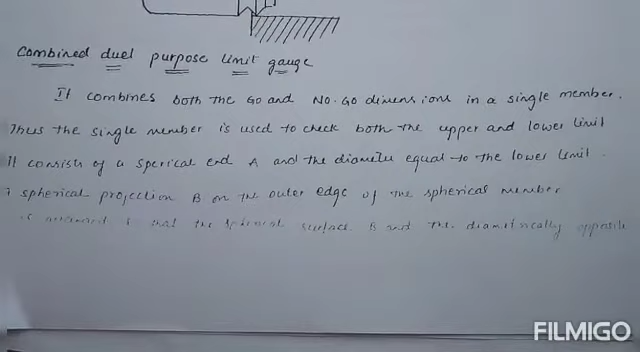 Combined duel purpose limit gauge
It combines both the Go and No.Go dimensions in a single member.
Thus the single member is used to check both the upper and lower limit
It consists of a sperical end A and the diameter equal to the lower limit.
spherical projection B on the outer edge of the spherical member
is that the surface B and the diametrically opposite
FILMIGO